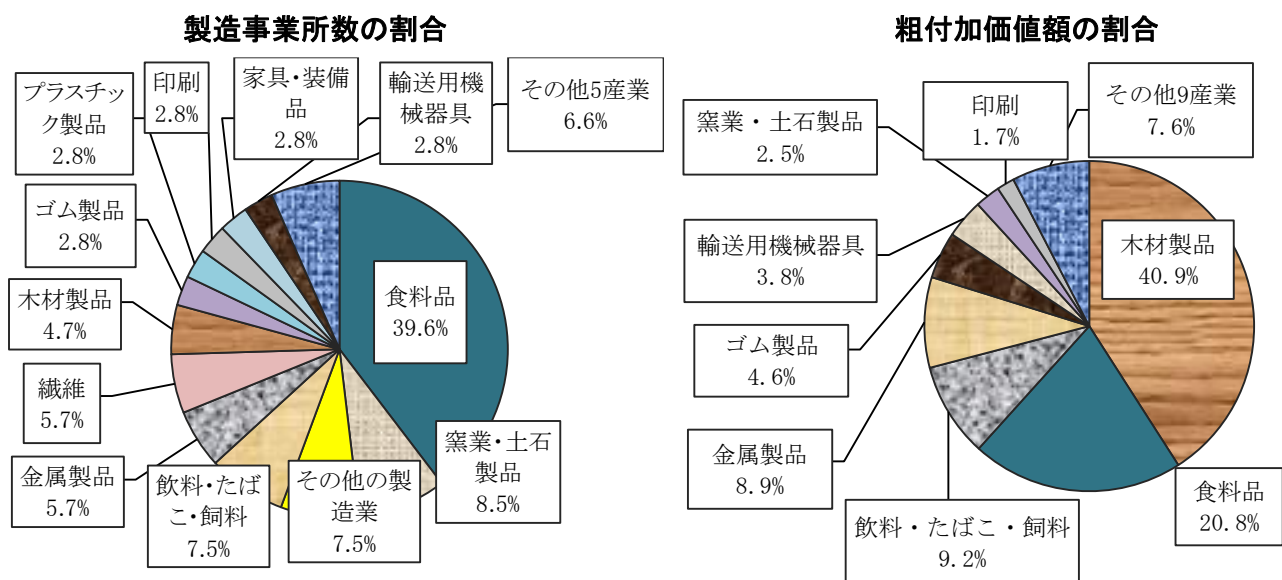 製造事業所数の割合
プラスチッ
ク製品
2.8%
印刷
2.8%
家具・装備
品
2.8%
輸送用機
械器具
2.8%
その他5産業
6.6%
ゴム製品
2.8%
木材製品
4.7%
繊維
5.7%
金属製品
5.7%
飲料・たば
こ・飼料
7.5%
その他の製
造業
7.5%
窯業・土石
製品
8.5%
食料品
39.6%
粗付加価値額の割合
窯業・土石製品
2.5%
印刷
1.7%
その他9産業
7.6%
輸送用機械器具
3.8%
ゴム製品
4.6%
金属製品
8.9%
飲料・たばこ・飼料
9.2%
食料品
20.8%
木材製品
40.9%